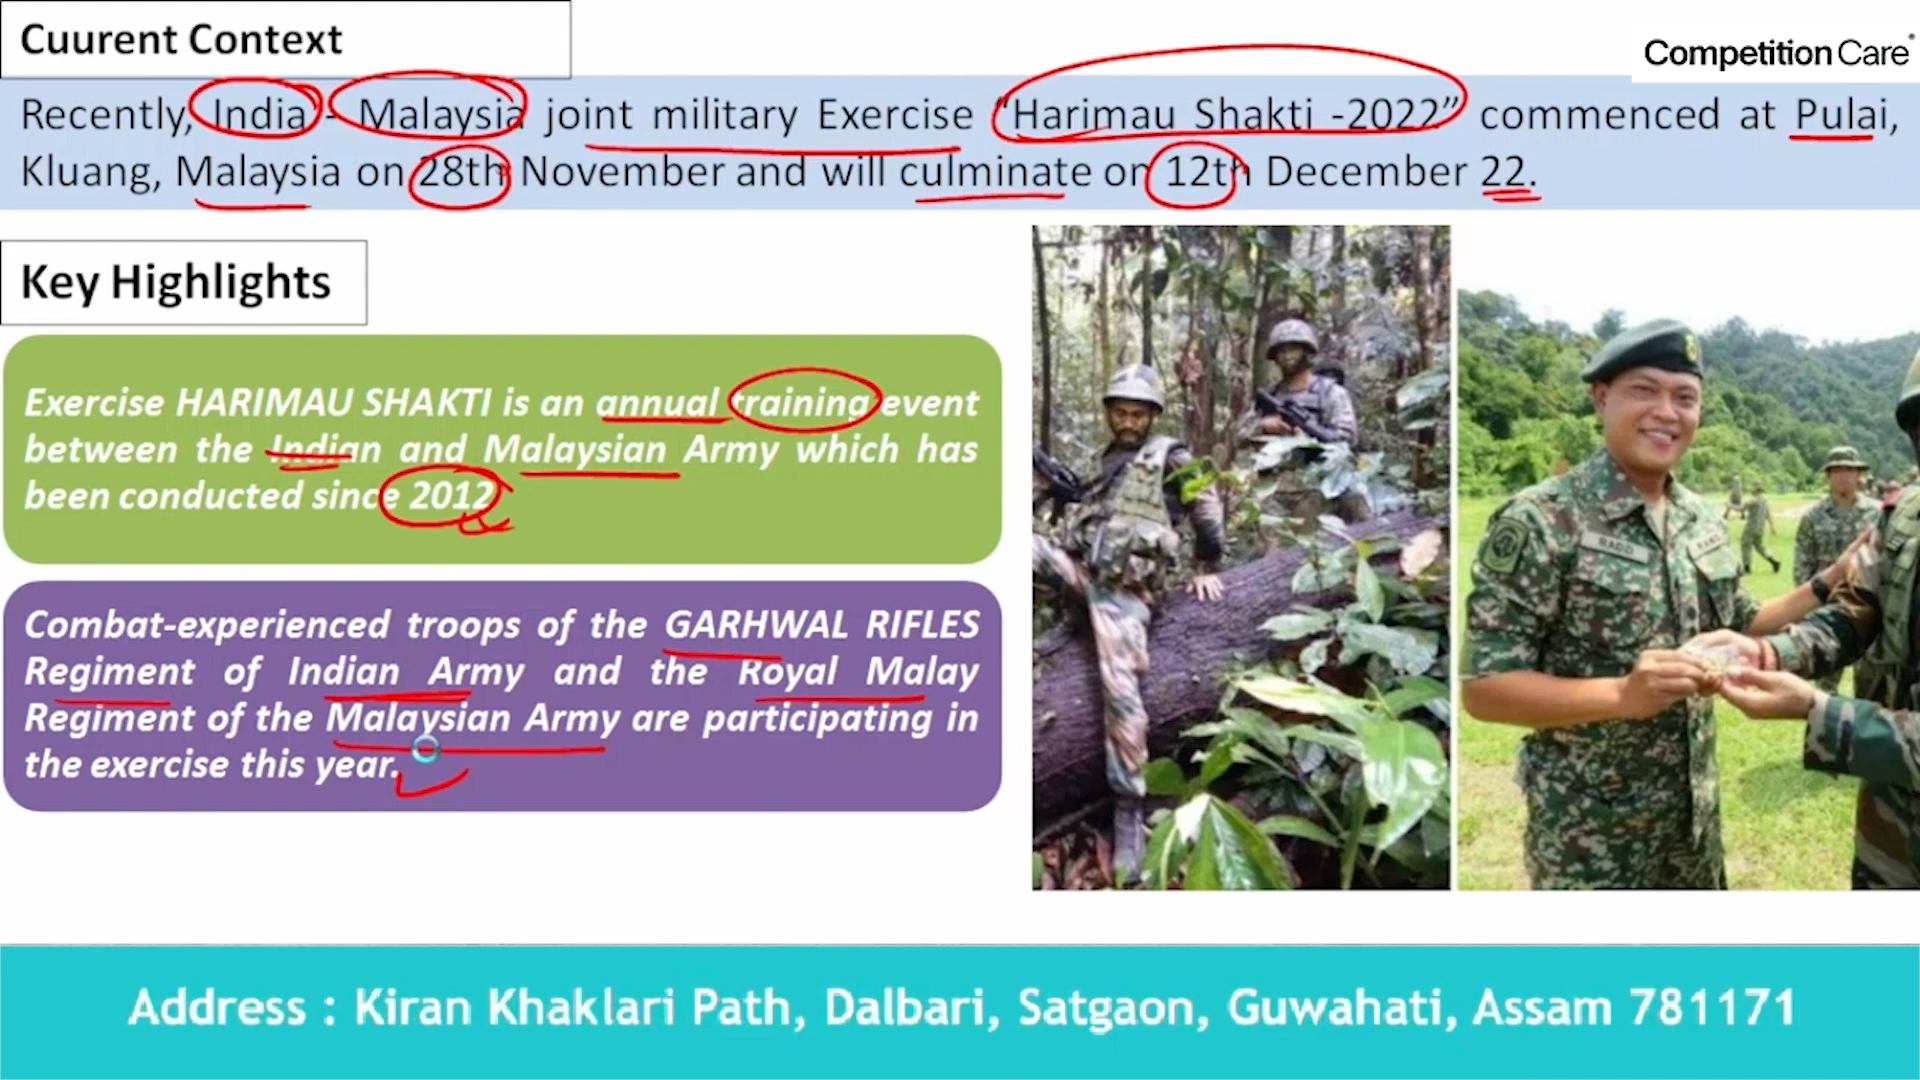 Cuurent Context
Competition Care
Recently, India - Malaysia joint military Exercise “Harimau Shakti -2022” commenced at Pulai,
Kluang, Malaysia on 28th November and will culminate on 12th December 22.
Key Highlights
Exercise HARIMAU SHAKTI is an annual training event
between the Indian and Malaysian Army which has
been conducted since 2012
Combat-experienced troops of the GARHWAL RIFLES
Regiment of Indian Army and the Royal Malay
Regiment of the Malaysian Army are participating in
the exercise this year.
Address : Kiran Khaklari Path, Dalbari, Satgaon, Guwahati, Assam 781171